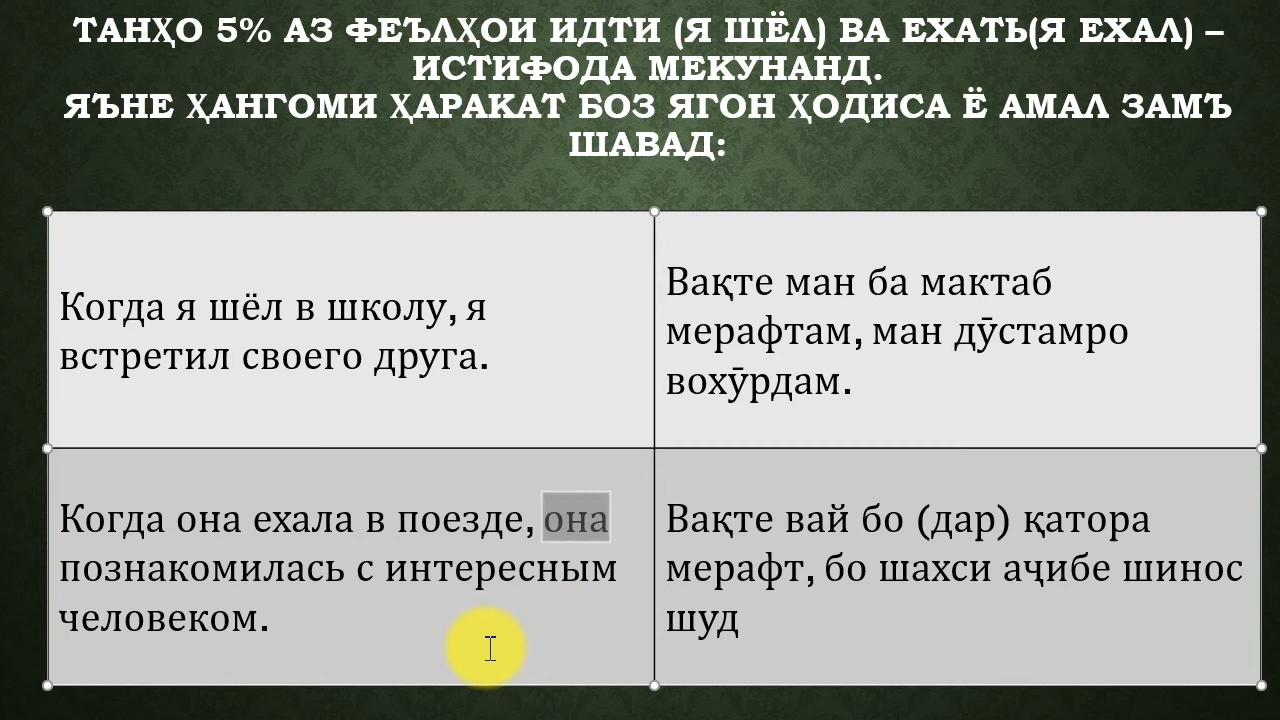 ТАНҲО 5% АЗ ФЕЪЛҲОИ ИДТИ (Я ШЁЛ) ВА ЕХАТЬ(Я ЕХАЛ) –
ИСТИФОДА МЕКУНАНД.
ЯЪНЕ ҲАНГОМИ ҲАРАКАТ БОЗ ЯГОН ҲОДИСА Ё АМАЛ ЗАМЪ
ШАВАД:
Когда я шёл в школу, я
встретил своего друга.
Вақте ман ба мактаб
мерафтам, ман дӯстамро
вохӯрдам.
Когда она ехала в поезде, она
познакомилась с интересным
человеком.
Вақте вай бо (дар) қатора
мерафт, бо шахси аҷибе шинос
шуд